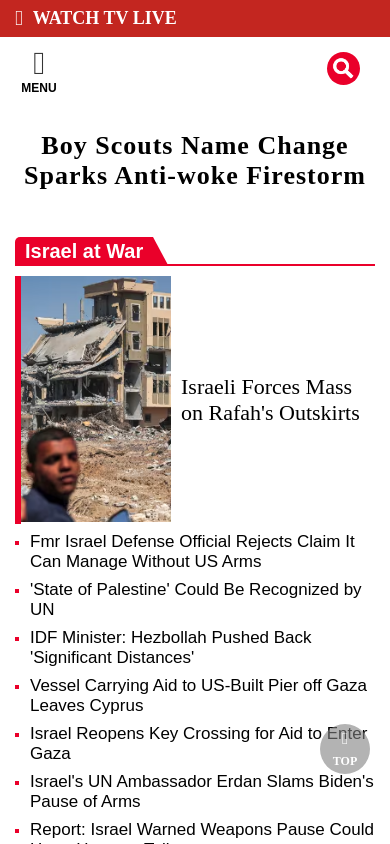 WATCH TV LIVE
MENU
Boy Scouts Name Change
Sparks Anti-woke Firestorm
Israel at War
Israeli Forces Mass
on Rafah's Outskirts
Fmr Israel Defense Official Rejects Claim It
Can Manage Without US Arms
'State of Palestine' Could Be Recognized by
UN
IDF Minister: Hezbollah Pushed Back
'Significant Distances'
Vessel Carrying Aid to US-Built Pier off Gaza
Leaves Cyprus
Israel Reopens Key Crossing for Aid to Enter
Gaza
TOP
Israel's UN Ambassador Erdan Slams Biden's
Pause of Arms
Report: Israel Warned Weapons Pause Could